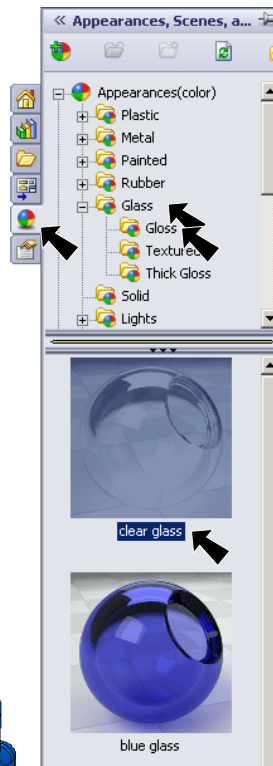 Appearances, Scenes, a...
Appearances(color)
Plastic
Metal
Painted
Rubber
Glass
Gloss
Textured
Thick Gloss
Solid
Lights
clear glass
blue glass